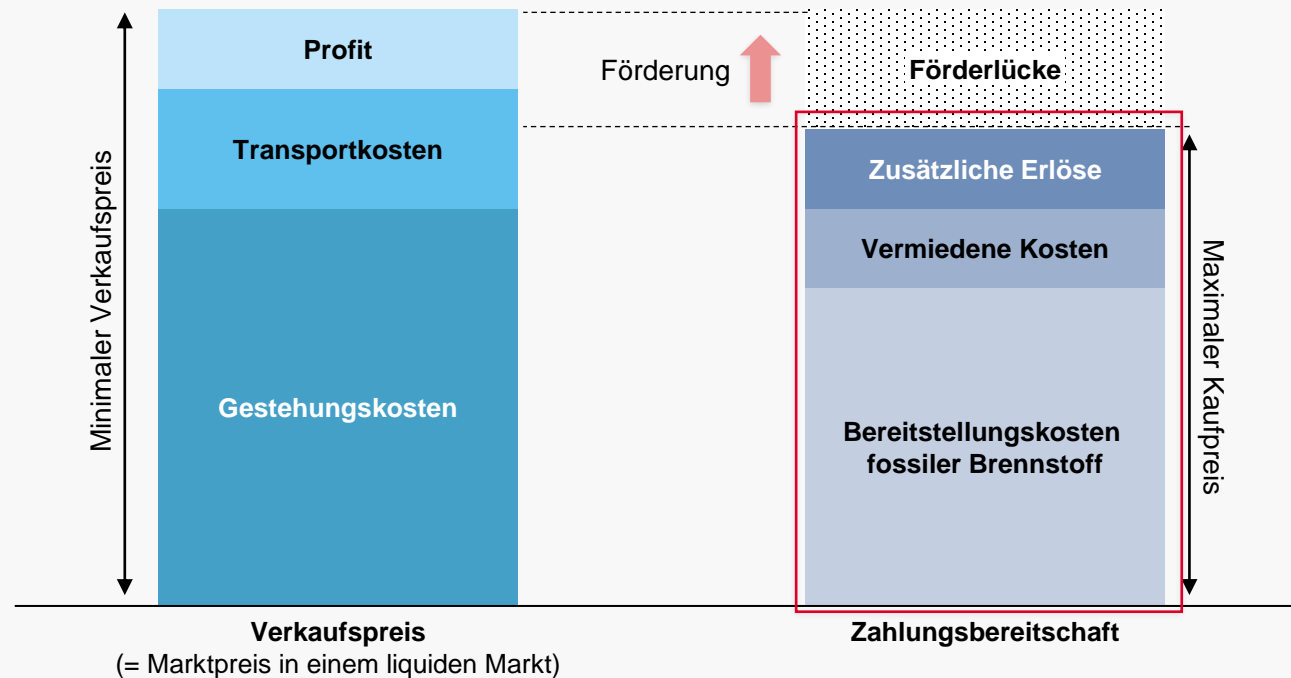 Minimaler Verkaufspreis
Profit
Transportkosten
Gestehungskosten
Förderung
Förderlücke
Zusätzliche Erlöse
Vermiedene Kosten
Bereitstellungskosten
fossiler Brennstoff
Maximaler Kaufpreis
Verkaufspreis
(= Marktpreis in einem liquiden Markt)
Zahlungsbereitschaft